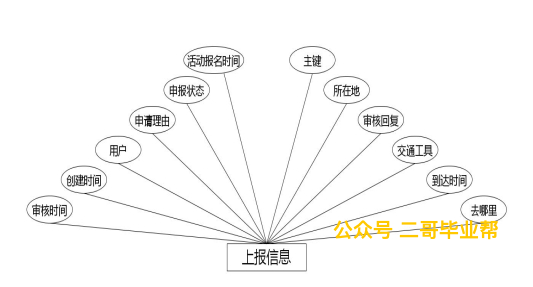 活动报名时间
主键
申报状态
所在地
申请理由
审核回复
用户
交通工具
创建时间
到达时间
审核时间
去哪里
公众号 二哥毕业帮
上报信息